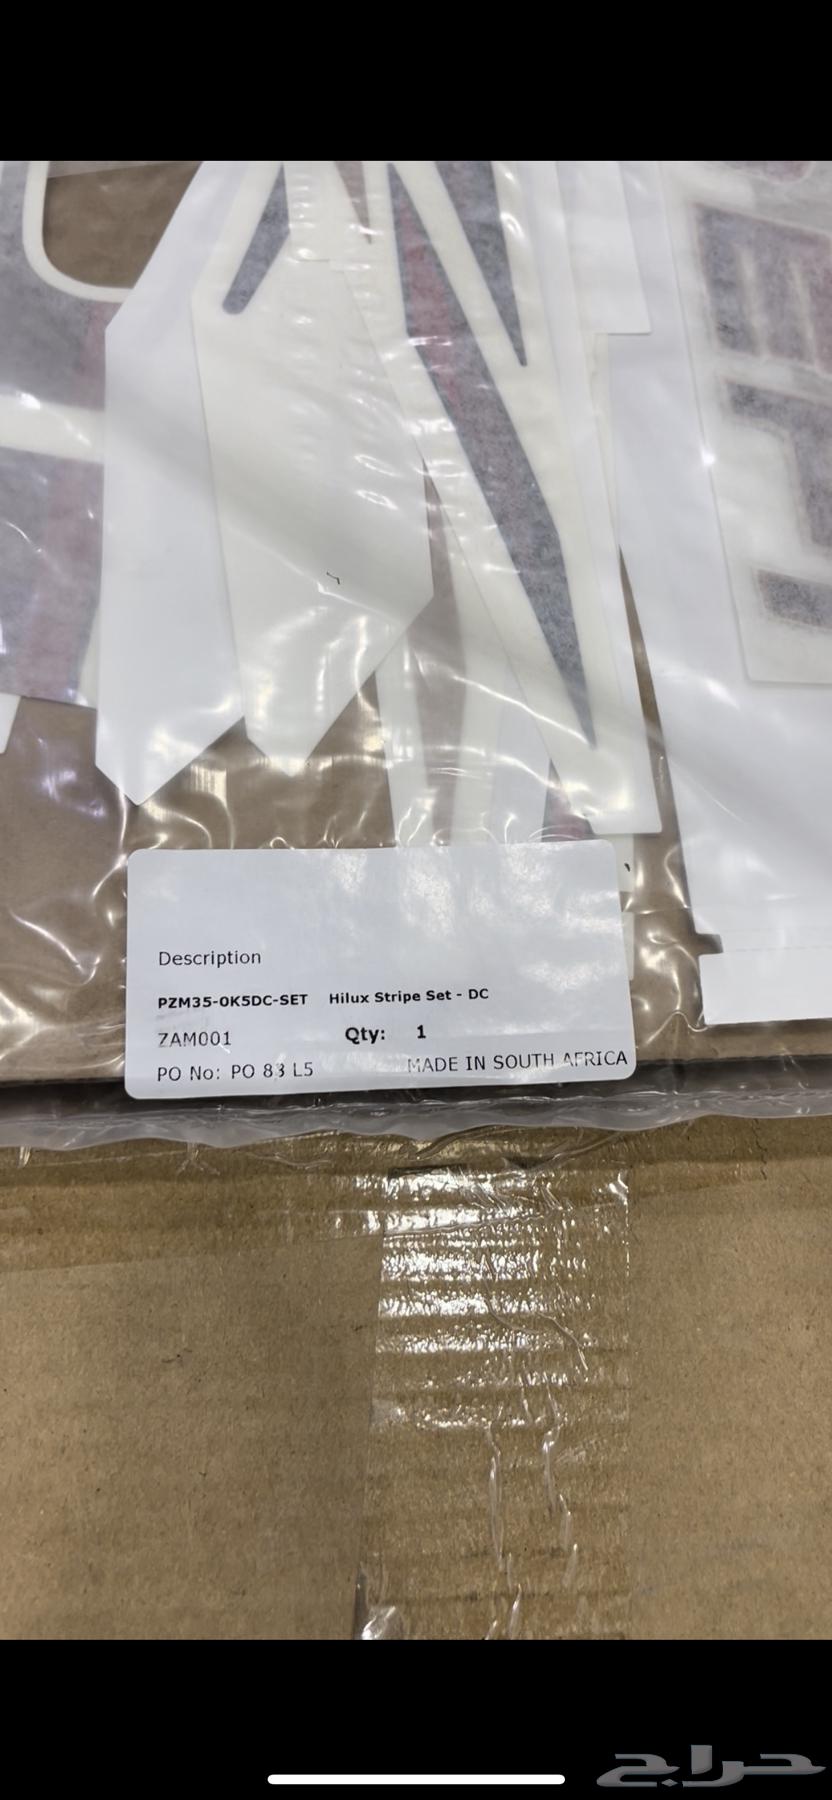 Description
PZM35-0K5DC-SET Hilux Stripe Set - DC
ZAM001 Qty: 1
PO No: PO 83 L5 MADE IN SOUTH AFRICA
حراج